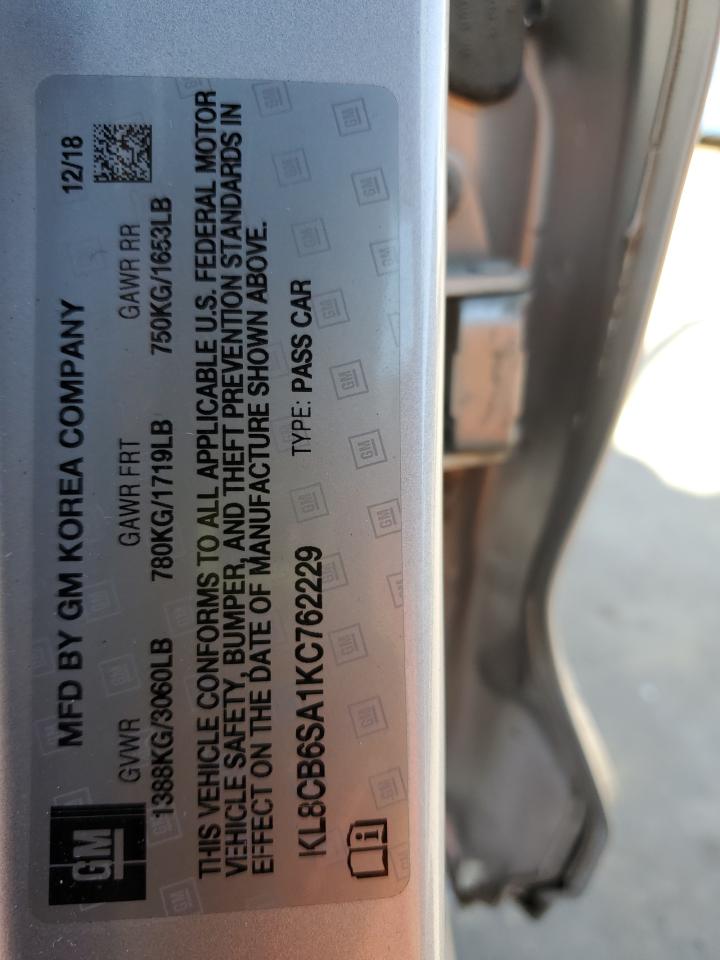 GM
MFD BY GM KOREA COMPANY 12/18
GVWR GAWR FRT GAWR RR
1388KG/3060LB 780KG/1719LB 750KG/1653LB
THIS VEHICLE CONFORMS TO ALL APPLICABLE U.S. FEDERAL MOTOR
VEHICLE SAFETY, BUMPER, AND THEFT PREVENTION STANDARDS IN
EFFECT ON THE DATE OF MANUFACTURE SHOWN ABOVE.
KL8CB6SA1KC762229 TYPE: PASS CAR